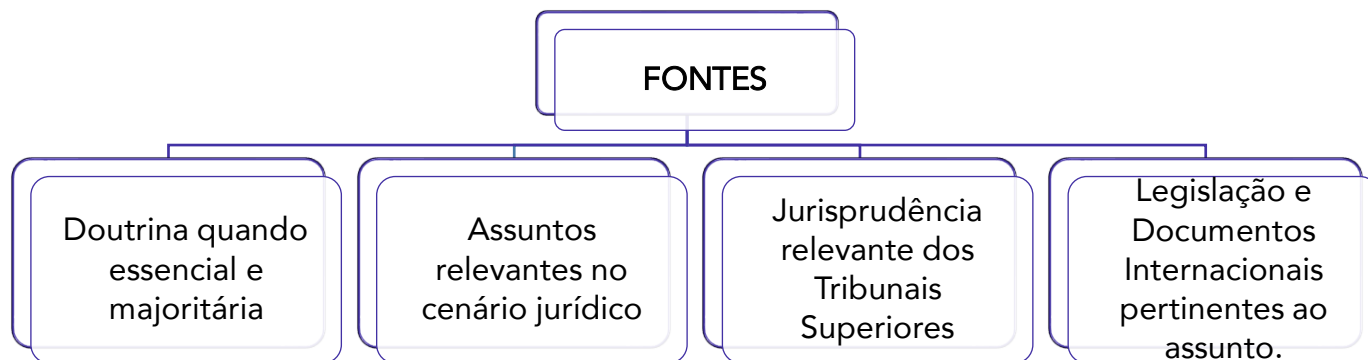 FONTES
Doutrina quando
essencial e
majoritária
Assuntos
relevantes no
cenário jurídico
Jurisprudência
relevante dos
Tribunais
Superiores
Legislação e
Documentos
Internacionais
pertinentes ao
assunto.